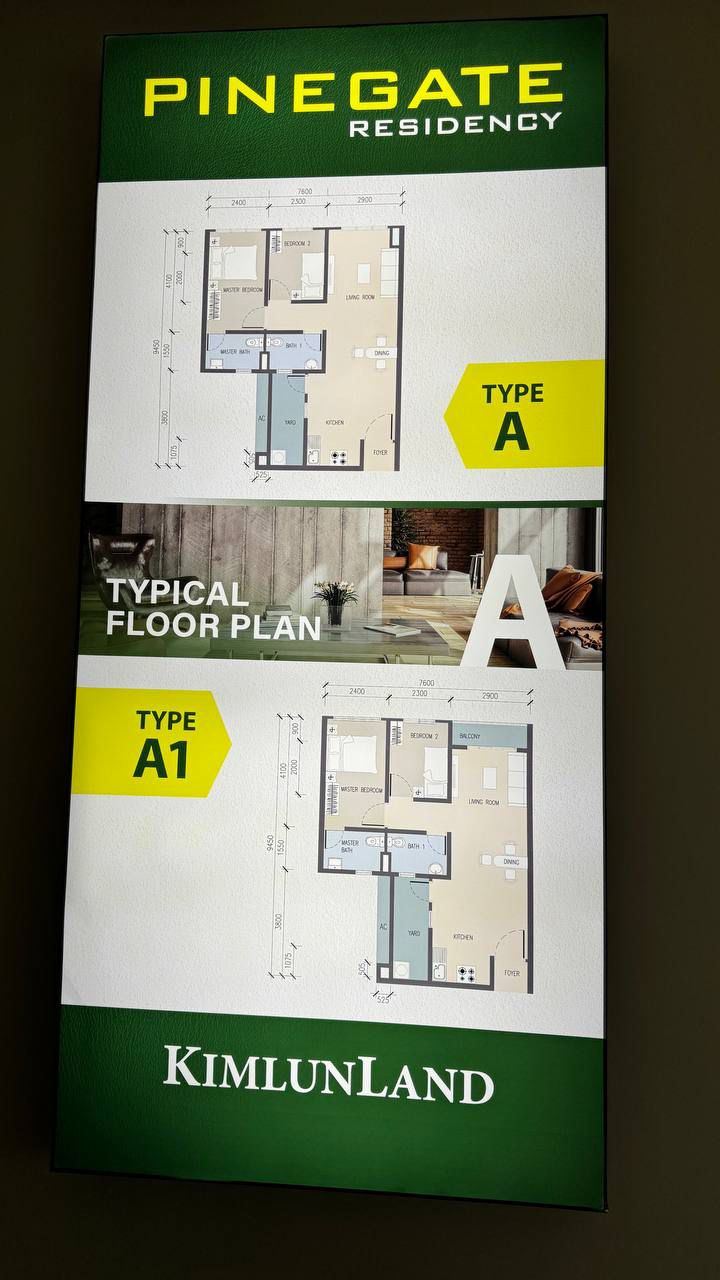 PINEGATE
RESIDENCY
7600
2400 2300 2900
900
2000
4100
1550
9450
3800
1075
525
MASTER BEDROOM
BEDROOM 2
LIVING ROOM
MASTER BATH
BATH 1
DINING
AC
YARD
KITCHEN
FOYER
TYPE
A
TYPICAL
FLOOR PLAN
A
TYPE
A1
7600
2400 2300 2900
900
2000
4100
1550
9450
3800
1075
505
525
MASTER BEDROOM
BEDROOM 2
BALCONY
LIVING ROOM
MASTER
BATH
BATH 1
DINING
AC
YARD
KITCHEN
FOYER
KIMLUNLAND